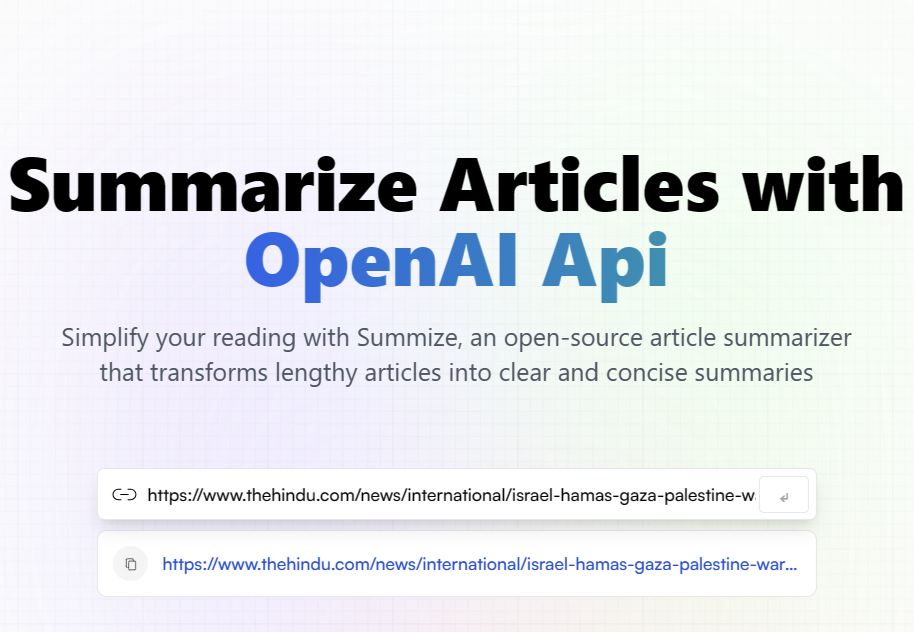 Summarize Articles with
OpenAI Api
Simplify your reading with Summize, an open-source article summarizer
that transforms lengthy articles into clear and concise summaries
https://www.thehindu.com/news/international/israel-hamas-gaza-palestine-w
https://www.thehindu.com/news/international/israel-hamas-gaza-palestine-war...